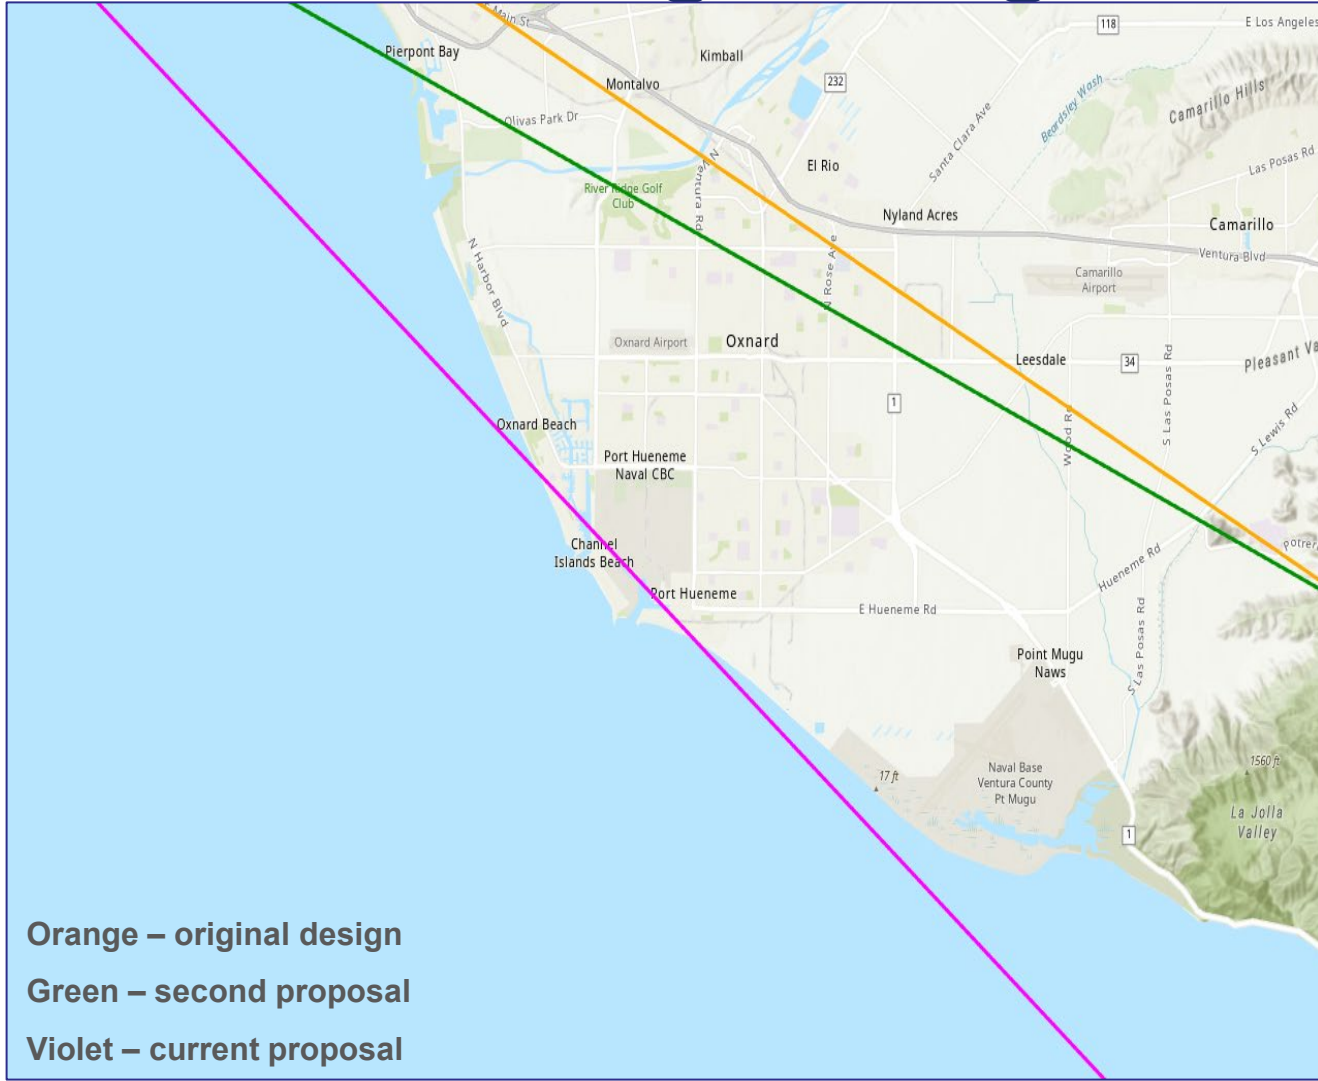 E Main St
118
E Los Angeles
Pierpont Bay
Kimball
Montalvo
232
Beardsley Wash
Camarillo Hills
Olivas Park Dr
Santa Clara Ave
Las Posas Rd
El Rio
N Ventura Rd
River Ridge Golf
Club
Nyland Acres
Camarillo
Ventura Blvd
N Harbor Blvd
N Rose Ave
Camarillo
Airport
Oxnard Airport
Oxnard
Leesdale
34
S Las Posas Rd
Pleasant Va
1
Wood Rd
S Lewis Rd
Oxnard Beach
Port Hueneme
Naval CBC
Channel
Islands Beach
Potrer
Hueneme Rd
Port Hueneme
E Hueneme Rd
S Las Posas Rd
Point Mugu
Naws
17 ft
Naval Base
Ventura County
Pt Mugu
1560 ft
La Jolla
Valley
1
Orange – original design
Green – second proposal
Violet – current proposal